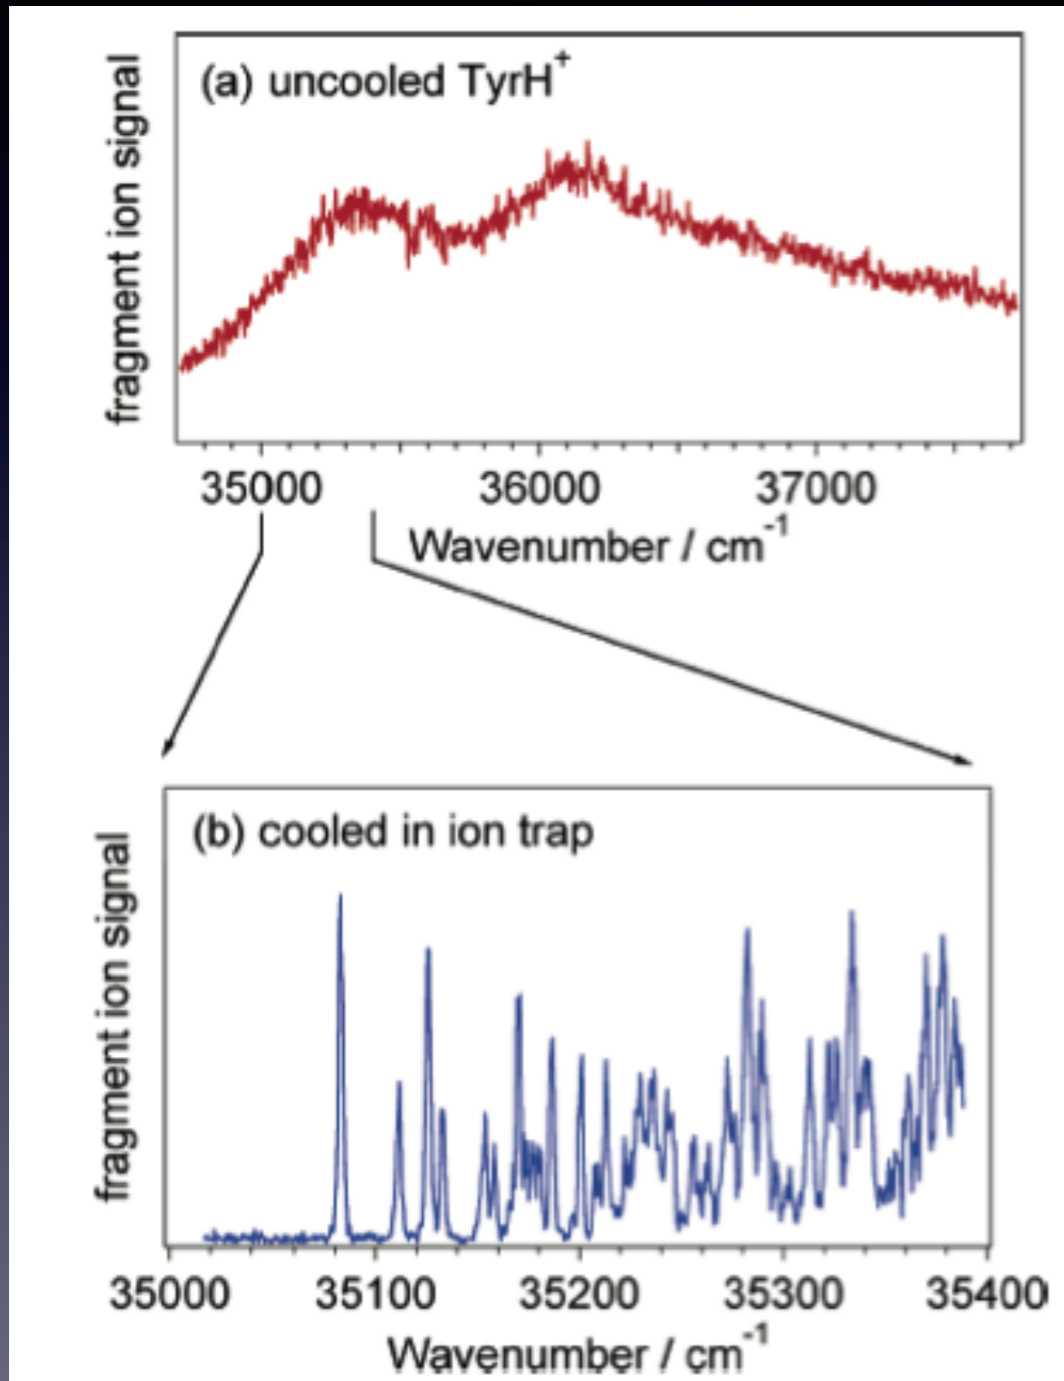 (a) uncooled TyrH⁺
fragment ion signal
35000 36000 37000
Wavenumber / cm⁻¹
(b) cooled in ion trap
fragment ion signal
35000 35100 35200 35300 35400
Wavenumber / cm⁻¹